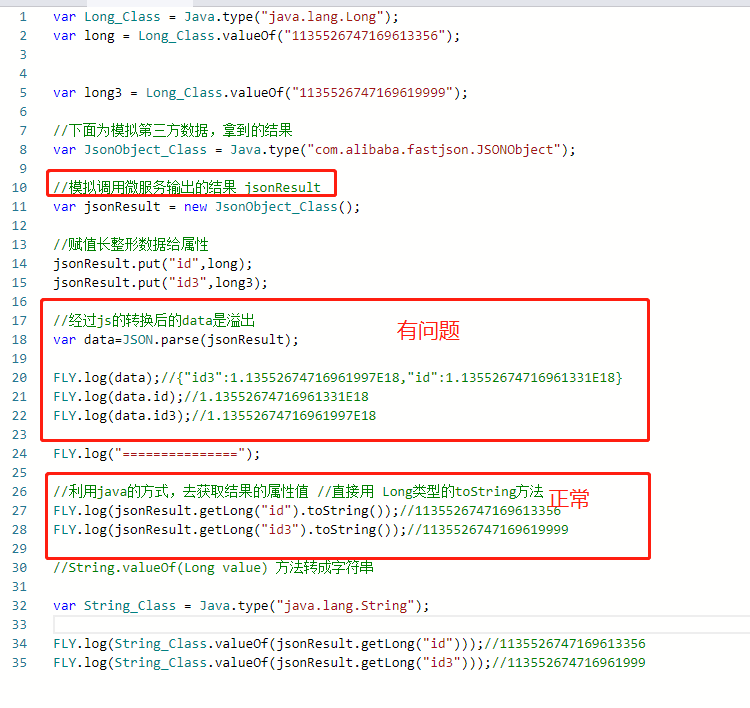 1 var Long_Class = Java.type("java.lang.Long");
2 var long = Long_Class.valueOf("1135526747169613356");
3
4
5 var long3 = Long_Class.valueOf("1135526747169619999");
6
7 //下面为模拟第三方数据，拿到的结果
8 var JsonObject_Class = Java.type("com.alibaba.fastjson.JSONObject");
9
10 //模拟调用微服务输出的结果 jsonResult
11 var jsonResult = new JsonObject_Class();
12
13 //赋值长整形数据给属性
14 jsonResult.put("id",long);
15 jsonResult.put("id3",long3);
16
17 //经过js的转换后的data是溢出
有问题
18 var data=JSON.parse(jsonResult);
19
20 FLY.log(data);//{"id3":1.13552674716961997E18,"id":1.13552674716961331E18}
21 FLY.log(data.id);//1.13552674716961331E18
22 FLY.log(data.id3);//1.13552674716961997E18
23
24 FLY.log("===============");
25
26 //利用java的方式，去获取结果的属性值 //直接用 Long类型的toString方法
正常
27 FLY.log(jsonResult.getLong("id").toString());//1135526747169613356
28 FLY.log(jsonResult.getLong("id3").toString());//1135526747169619999
29
30 //String.valueOf(Long value) 方法转成字符串
31
32 var String_Class = Java.type("java.lang.String");
33
34 FLY.log(String_Class.valueOf(jsonResult.getLong("id")));//1135526747169613356
35 FLY.log(String_Class.valueOf(jsonResult.getLong("id3")));//113552674716961999